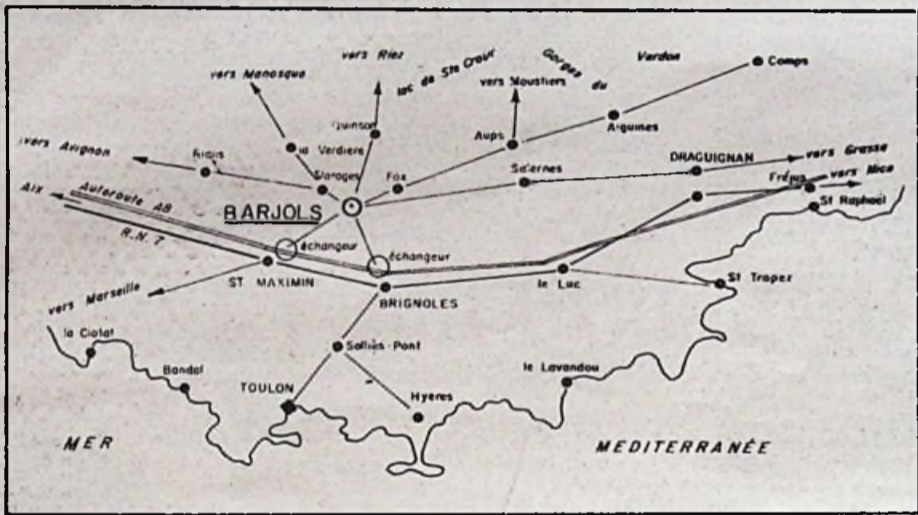 vers Riez
lac de Ste Croix
Gorges du Verdon
vers Manosque
vers Moustiers
Comps
Quinson
Aups
Aiguines
vers Avignon
Rians
la Verdière
Varages
Fox
Salernes
DRAGUIGNAN
vers Grasse
vers Nice
Fréjus
St Raphaël
Aix
Autoroute A8
BARJOLS
R.N. 7
échangeur
échangeur
ST MAXIMIN
BRIGNOLES
le Luc
St Tropez
vers Marseille
la Ciotat
Solliès-Pont
Bandol
TOULON
Hyères
le Lavandou
MER
MEDITERRANÉE